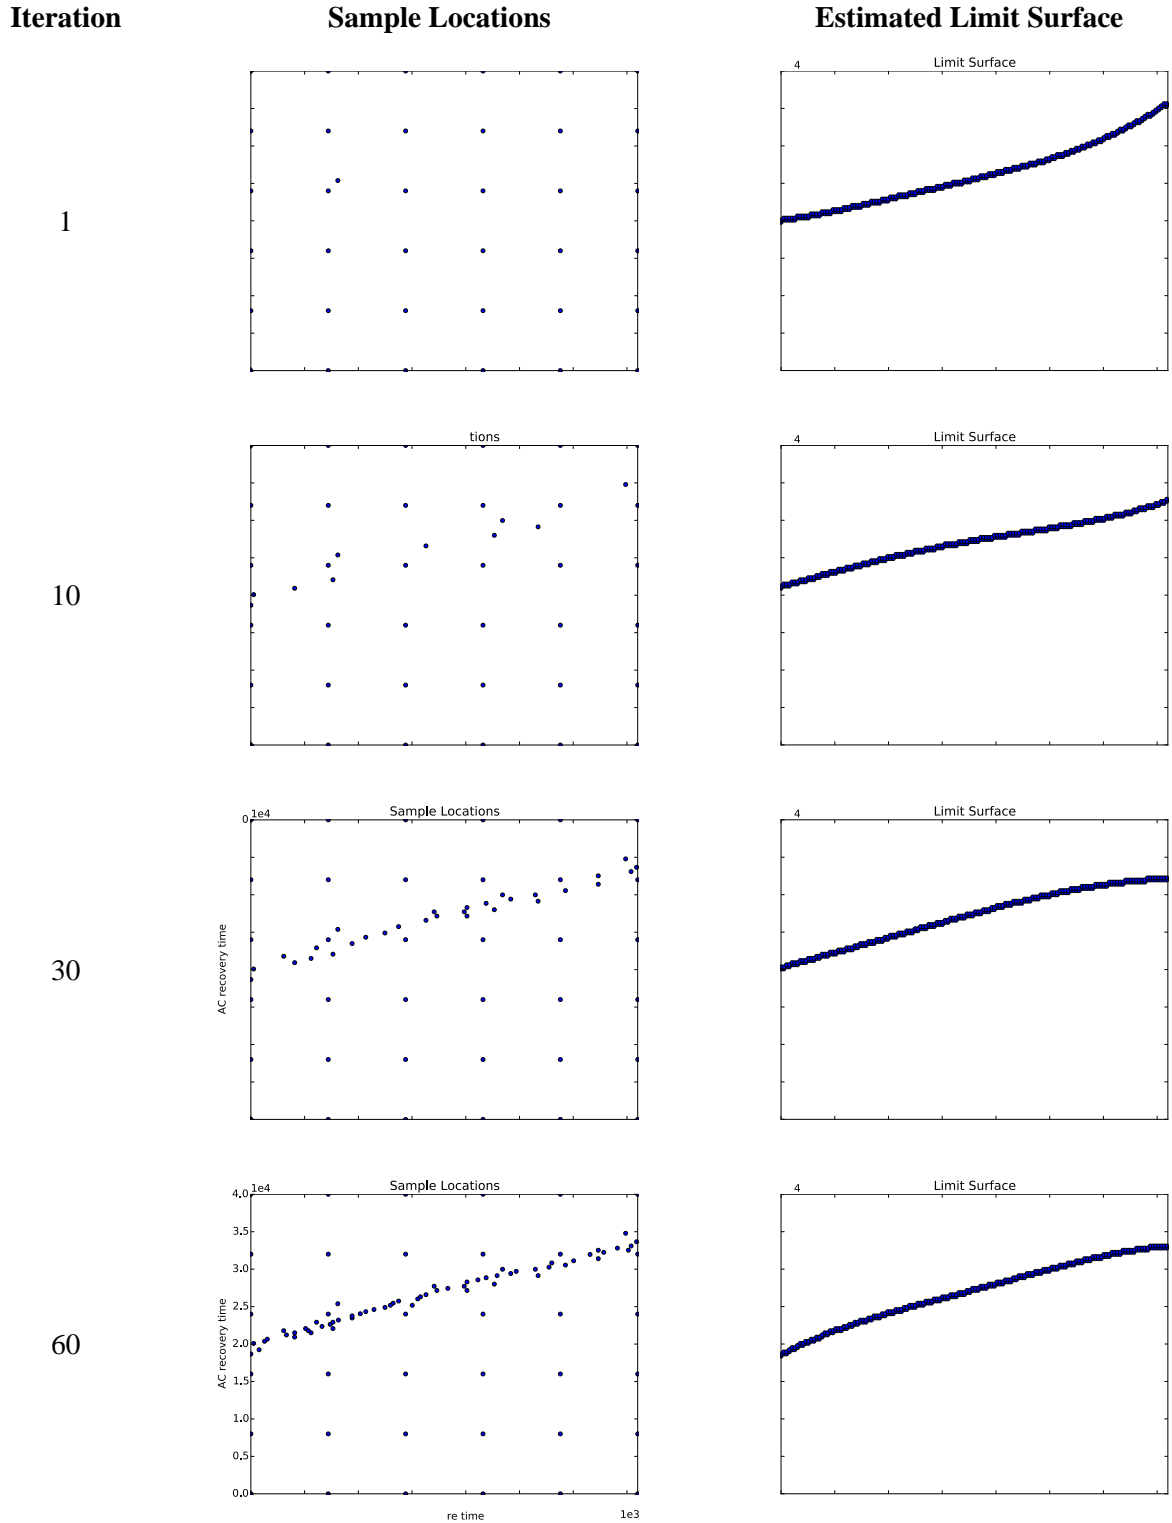 Iteration Sample Locations Estimated Limit Surface
4 Limit Surface
1
tions
4 Limit Surface
10
0 1e4 Sample Locations
4 Limit Surface
AC recovery time
30
Sample Locations
4.0 1e4
4 Limit Surface
3.5
3.0
2.5
2.0
60
AC recovery time
1.5
1.0
0.5
0.0
re time 1e3